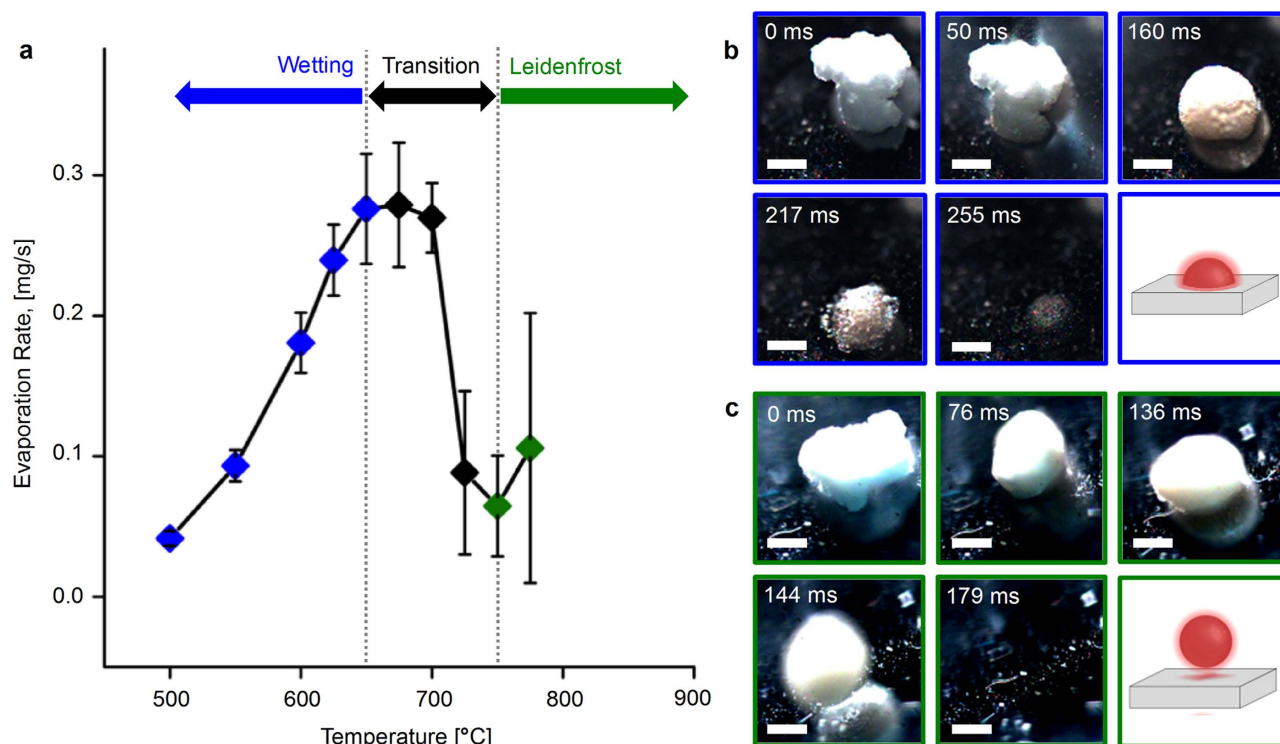 a
Wetting
Transition
Leidenfrost
0.3
0.2
0.1
0.0
Evaporation Rate, [mg/s]
500
600
700
800
900
Temperature [°C]
b
0 ms
50 ms
160 ms
217 ms
255 ms
c
0 ms
76 ms
136 ms
144 ms
179 ms